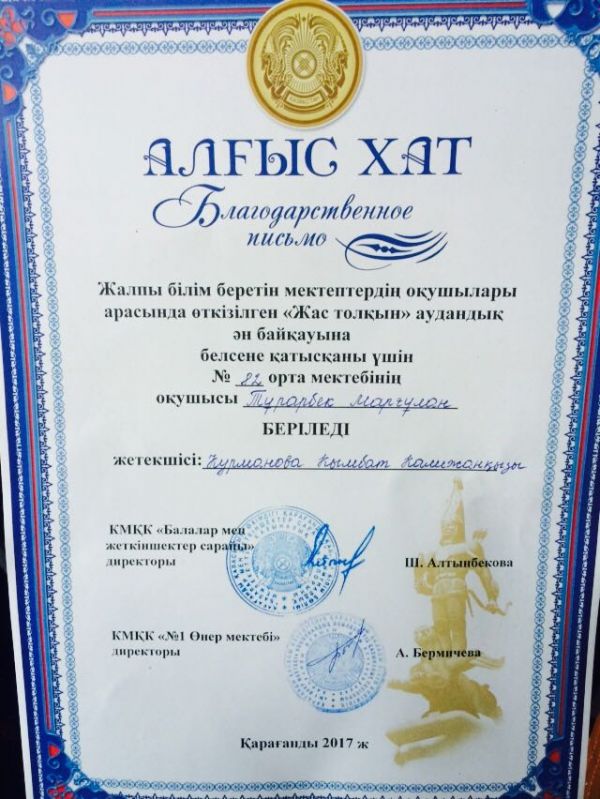 АЛҒЫС ХАТ
Благодарственное
письмо
Жалпы білім беретін мектептердің оқушылары
арасында өткізілген «Жас толқын» аудандық
ән байқауына
белсене қатысқаны үшін
№ 82 орта мектебінің
оқушысы Тұрарбек Марғұлан
БЕРІЛЕДІ
жетекшісі: Курманова Қымбат Калижанқызы
КМҚК «Балалар мен
жеткіншектер сарайы»
директоры
Ш. Алтынбекова
КМҚК «№1 Өнер мектебі»
директоры
А. Бермичева
Қарағанды 2017 ж